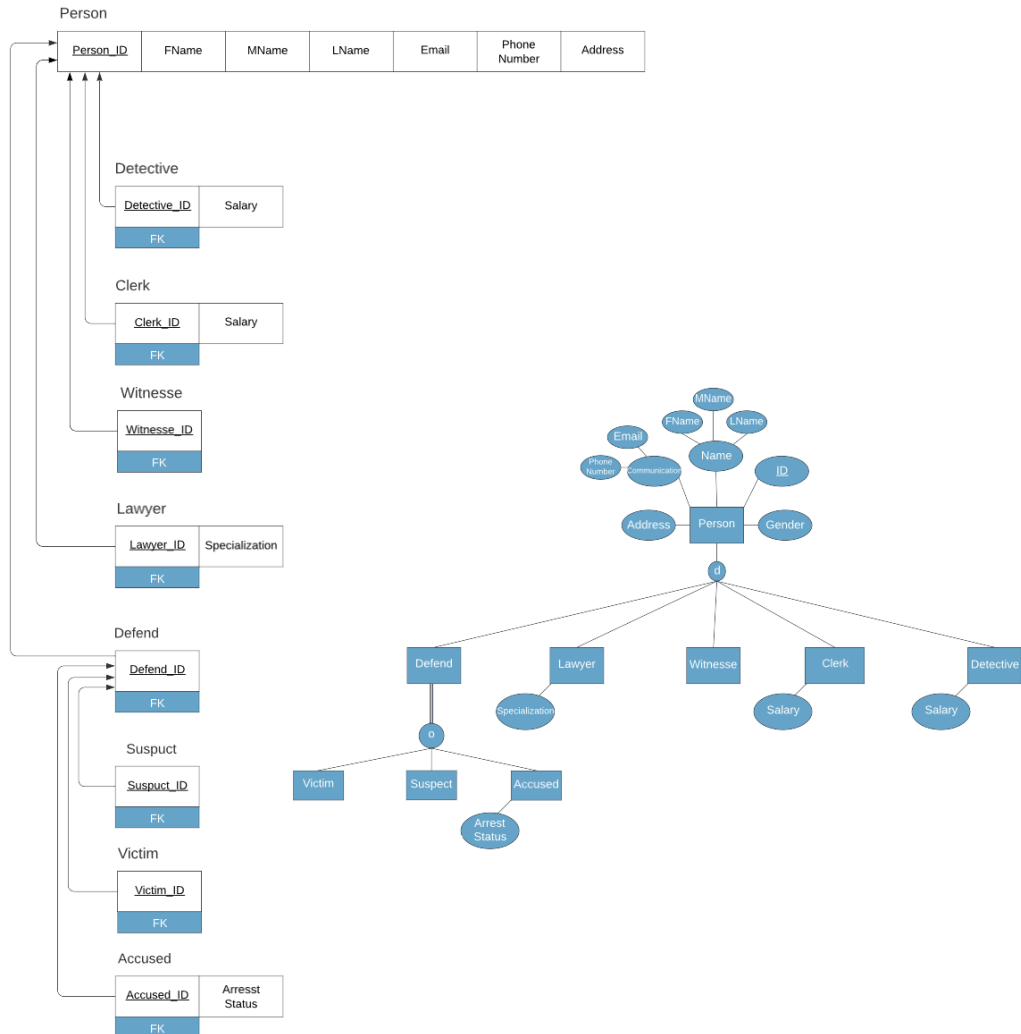 Person
Person_ID
FName
MName
LName
Email
Phone
Number
Address
Detective
Detective_ID
Salary
FK
Clerk
Clerk_ID
Salary
FK
Witnesse
Witnesse_ID
FK
Lawyer
Lawyer_ID
Specialization
FK
Defend
Defend_ID
FK
Suspuct
Suspuct_ID
FK
Victim
Victim_ID
FK
Accused
Accused_ID
Arresst
Status
FK
MName
FName
LName
Email
Name
Phone
Number
Communication
ID
Address
Person
Gender
d
Defend
Lawyer
Witnesse
Clerk
Detective
Specialization
Salary
Salary
o
Victim
Suspect
Accused
Arrest
Status